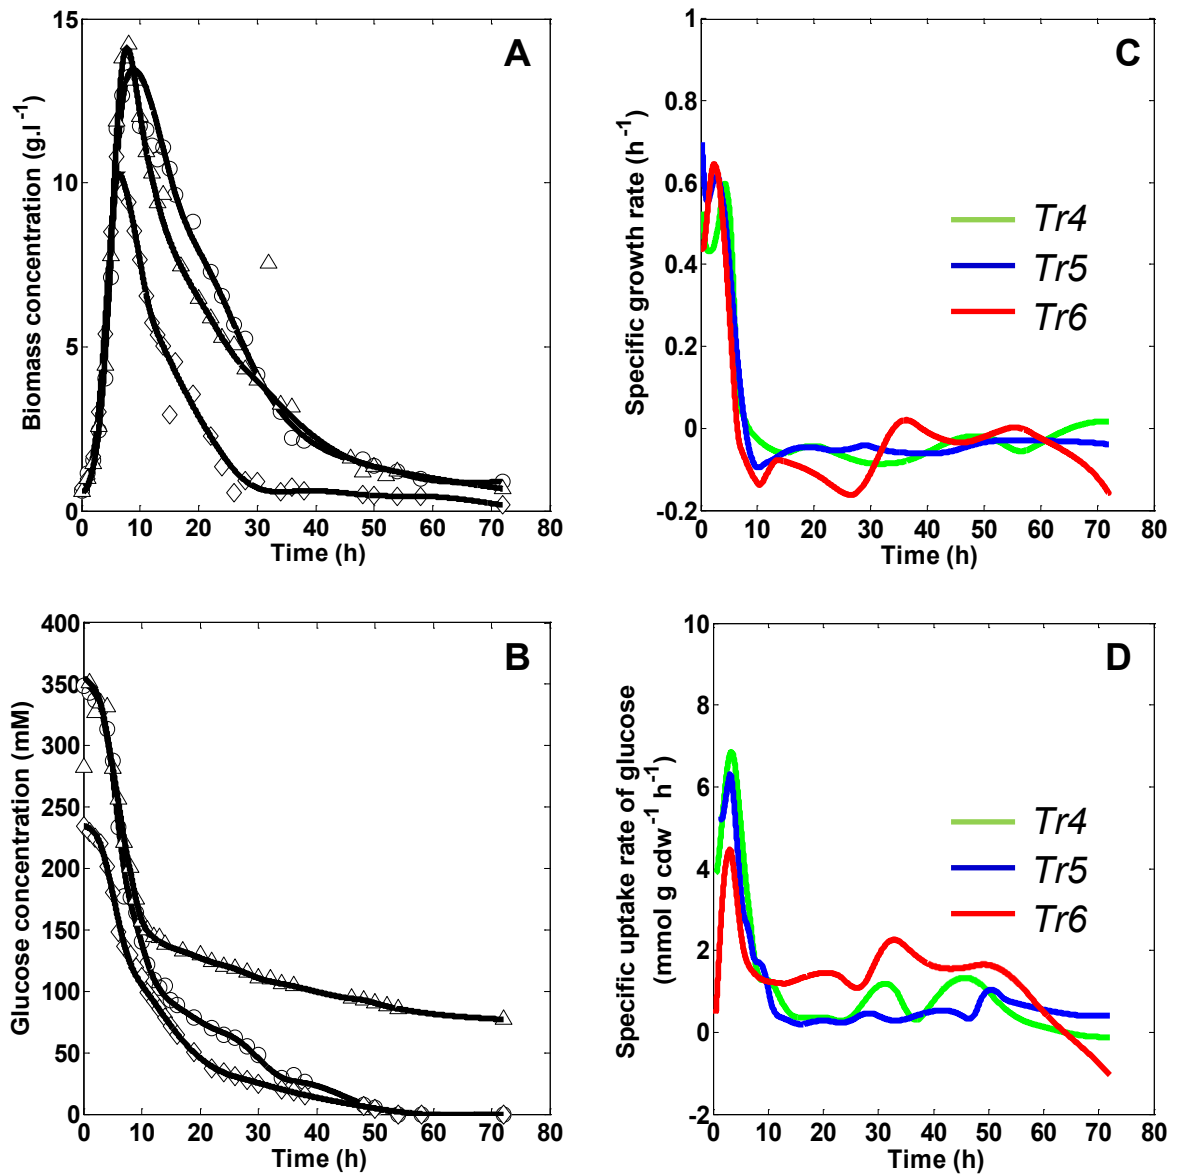 A
Biomass concentration (g.l⁻¹)
15
10
5
0
0 10 20 30 40 50 60 70 80
Time (h)
C
Specific growth rate (h⁻¹)
1
0.8
0.6
0.4
0.2
0
-0.2
Tr4
Tr5
Tr6
0 10 20 30 40 50 60 70 80
Time (h)
B
Glucose concentration (mM)
400
350
300
250
200
150
100
50
0
0 10 20 30 40 50 60 70 80
Time (h)
D
Specific uptake rate of glucose
(mmol g cdw⁻¹ h⁻¹)
10
8
6
4
2
0
-2
Tr4
Tr5
Tr6
0 10 20 30 40 50 60 70 80
Time (h)